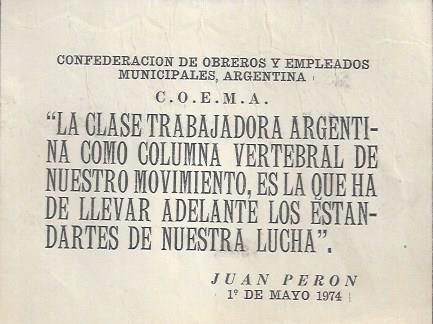 CONFEDERACION DE OBREROS Y EMPLEADOS
MUNICIPALES, ARGENTINA
C.O.E.M.A.
"LA CLASE TRABAJADORA ARGENTI-
NA COMO COLUMNA VERTEBRAL DE
NUESTRO MOVIMIENTO, ES LA QUE HA
DE LLEVAR ADELANTE LOS ESTAN-
DARTES DE NUESTRA LUCHA".
JUAN PERON
1º DE MAYO 1974